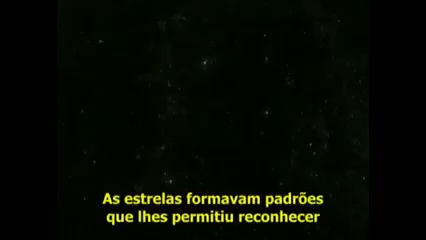 As estrelas formavam padrões
que lhes permitiu reconhecer